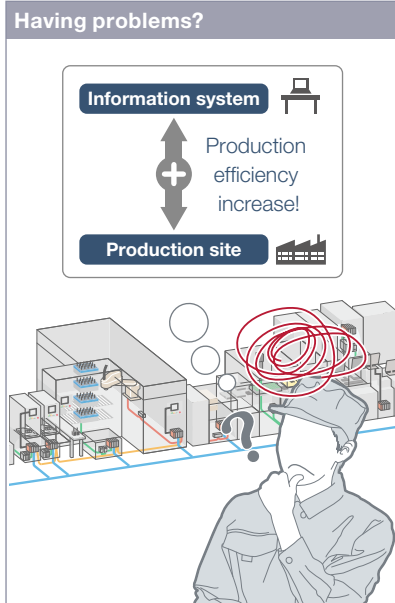 Having problems?
Information system
Production
efficiency
increase!
Production site
?